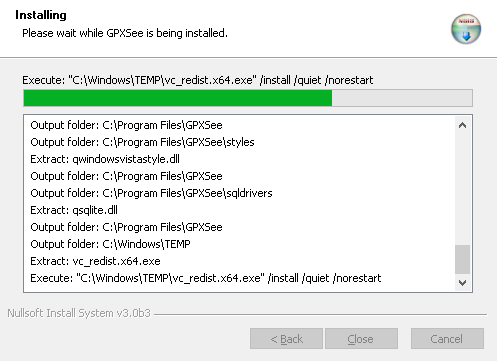 Installing
Please wait while GPXSee is being installed.
Execute: "C:\Windows\TEMP\vc_redist.x64.exe" /install /quiet /norestart
Output folder: C:\Program Files\GPXSee
Output folder: C:\Program Files\GPXSee\styles
Extract: qwindowsvistastyle.dll
Output folder: C:\Program Files\GPXSee
Output folder: C:\Program Files\GPXSee\sqldrivers
Extract: qsqlite.dll
Output folder: C:\Program Files\GPXSee
Output folder: C:\Windows\TEMP
Extract: vc_redist.x64.exe
Execute: "C:\Windows\TEMP\vc_redist.x64.exe" /install /quiet /norestart
Nullsoft Install System v3.0b3
< Back
Close
Cancel